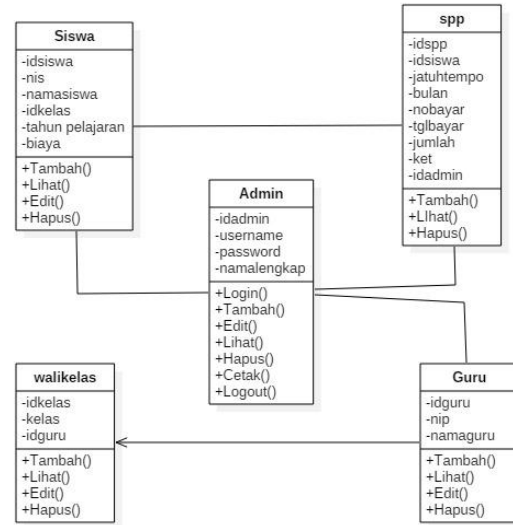 Siswa
-idsiswa
-nis
-namasiswa
-idkelas
-tahun pelajaran
-biaya
+Tambah()
+Lihat()
+Edit()
+Hapus()
spp
-idspp
-idsiswa
-jatuhtempo
-bulan
-nobayar
-tglbayar
-jumlah
-ket
-idadmin
+Tambah()
+LIhat()
+Hapus()
Admin
-idadmin
-username
-password
-namalengkap
+Login()
+Tambah()
+Edit()
+Lihat()
+Hapus()
+Cetak()
+Logout()
walikelas
-idkelas
-kelas
-idguru
+Tambah()
+Lihat()
+Edit()
+Hapus()
Guru
-idguru
-nip
-namaguru
+Tambah()
+Lihat()
+Edit()
+Hapus()